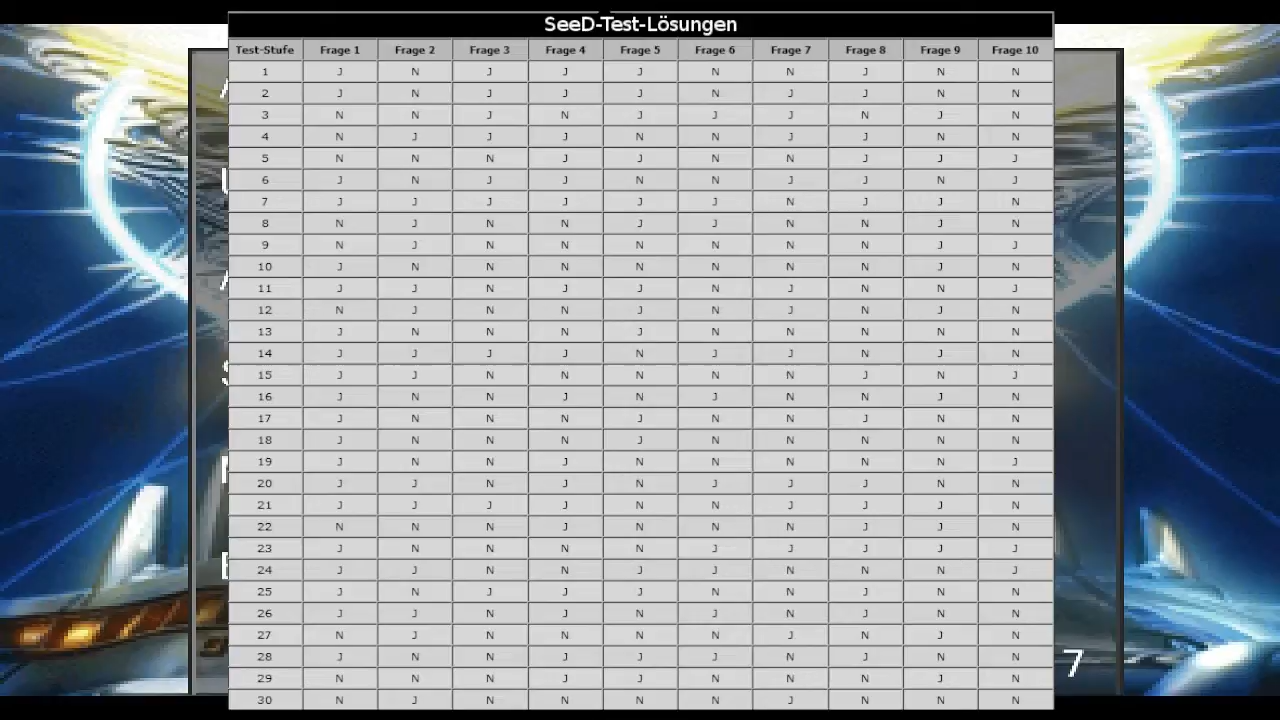 SeeD-Test-Lösungen
Test-Stufe Frage 1 Frage 2 Frage 3 Frage 4 Frage 5 Frage 6 Frage 7 Frage 8 Frage 9 Frage 10
1 J N J J J N N J N N
2 J N J J J N J J N N
3 N N J N J J J N J N
4 N J J J N N J J N N
5 N N N J J N N J J J
6 J N J J N N J J N J
7 J J J J J J N J J N
8 N J N N J J N N J N
9 N J N N N N N N J J
10 J N N N N N N N J N
11 J J N J J N J N N J
12 N J N N J N J N J N
13 J N N N J N N N N N
14 J J J J N J J N J N
15 J J N N N N N J N J
16 J N N J N J N N J N
17 J N N N J N N J N N
18 J N N N J N N N N N
19 J N N J N N N N N J
20 J J N J N J J J N N
21 J J J J N N J J J N
22 N N N J N N N J J N
23 J N N N N J J J J J
24 J J N N J J N N N J
25 J N J J J N N J N N
26 J J N J N J N J N N
27 N J N N N N J N J N
28 J N N J J J N J N N
29 N N N J J N N N J N
30 N J N N N N J N N N
7